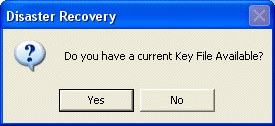 Disaster Recovery
Do you have a current Key File Available?
Yes
No